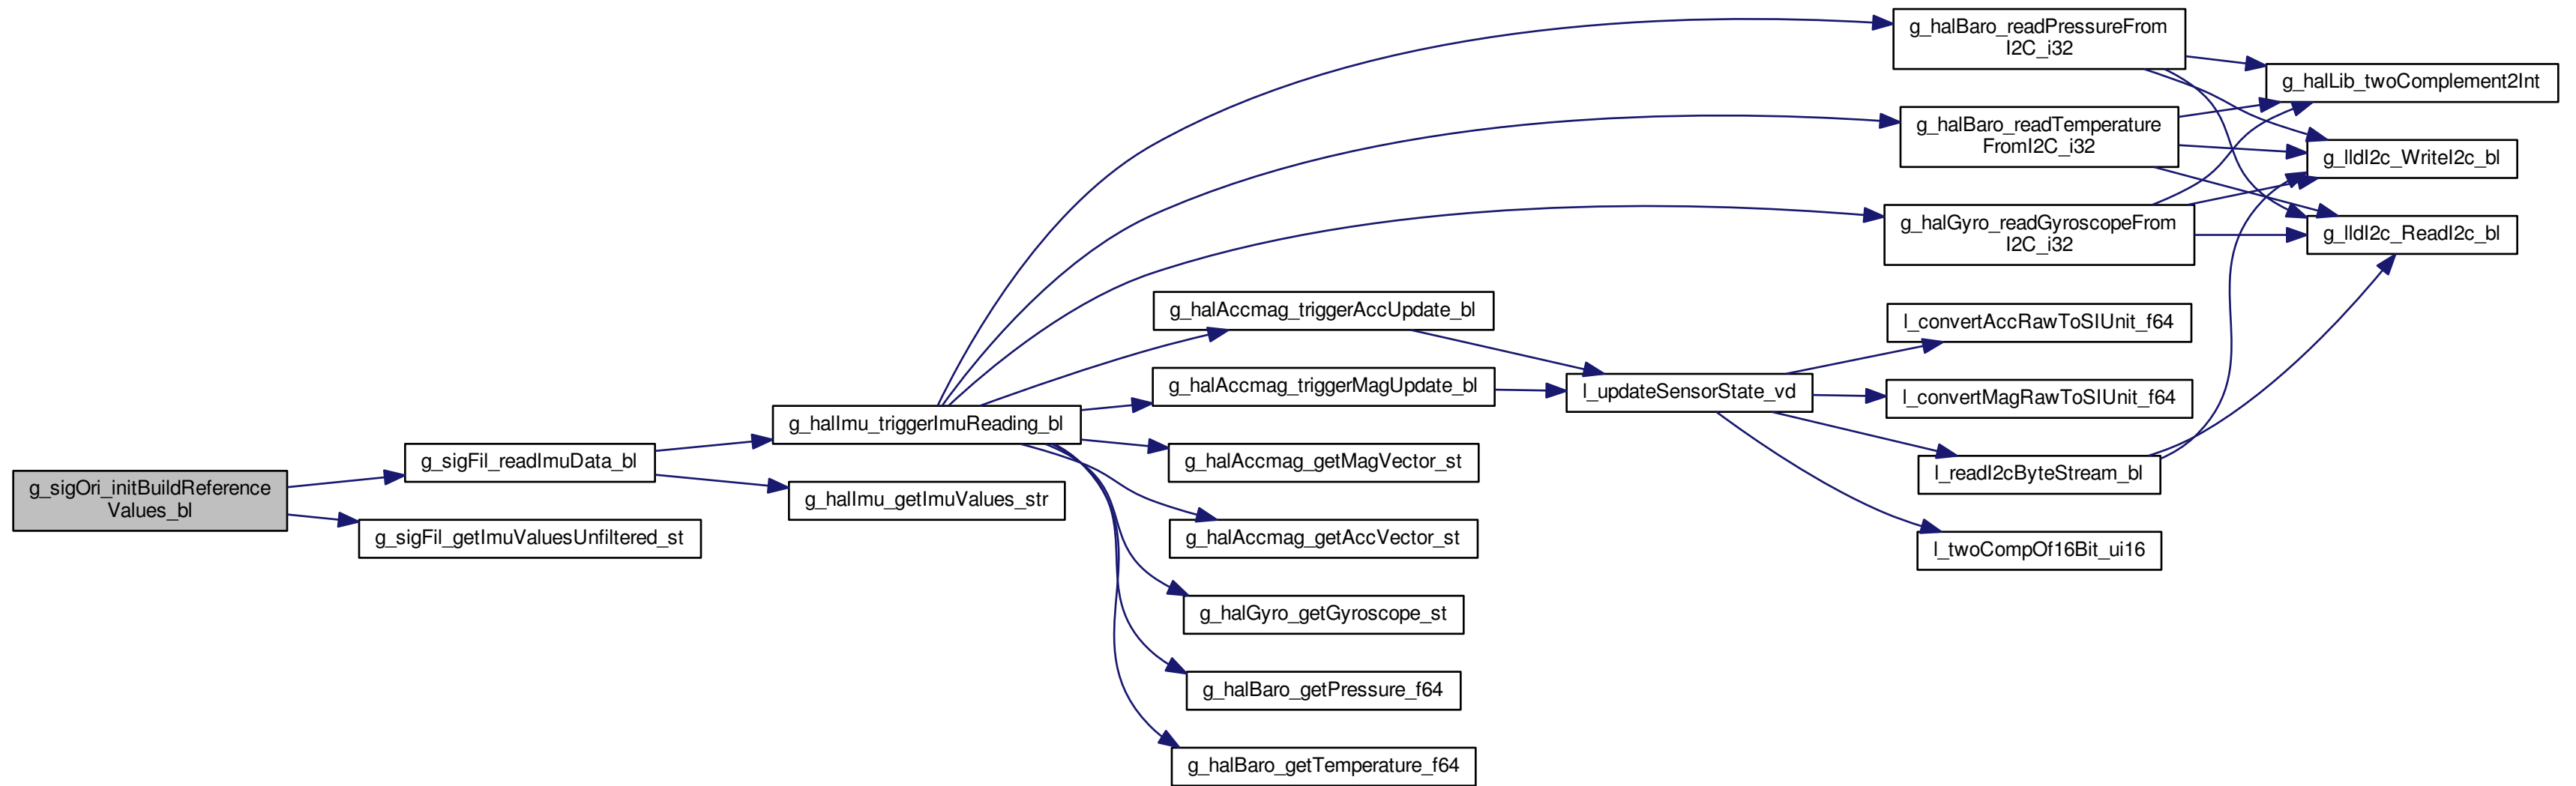 g_sigOri_initBuildReference
Values_bl
g_sigFil_readImuData_bl
g_sigFil_getImuValuesUnfiltered_st
g_halImu_triggerImuReading_bl
g_halImu_getImuValues_str
g_halAccmag_triggerAccUpdate_bl
g_halAccmag_triggerMagUpdate_bl
g_halAccmag_getMagVector_st
g_halAccmag_getAccVector_st
g_halGyro_getGyroscope_st
g_halBaro_getPressure_f64
g_halBaro_getTemperature_f64
l_updateSensorState_vd
g_halBaro_readPressureFrom
I2C_i32
g_halBaro_readTemperature
FromI2C_i32
g_halGyro_readGyroscopeFrom
I2C_i32
l_convertAccRawToSIUnit_f64
l_convertMagRawToSIUnit_f64
l_readI2cByteStream_bl
l_twoCompOf16Bit_ui16
g_halLib_twoComplement2Int
g_lldI2c_WriteI2c_bl
g_lldI2c_ReadI2c_bl